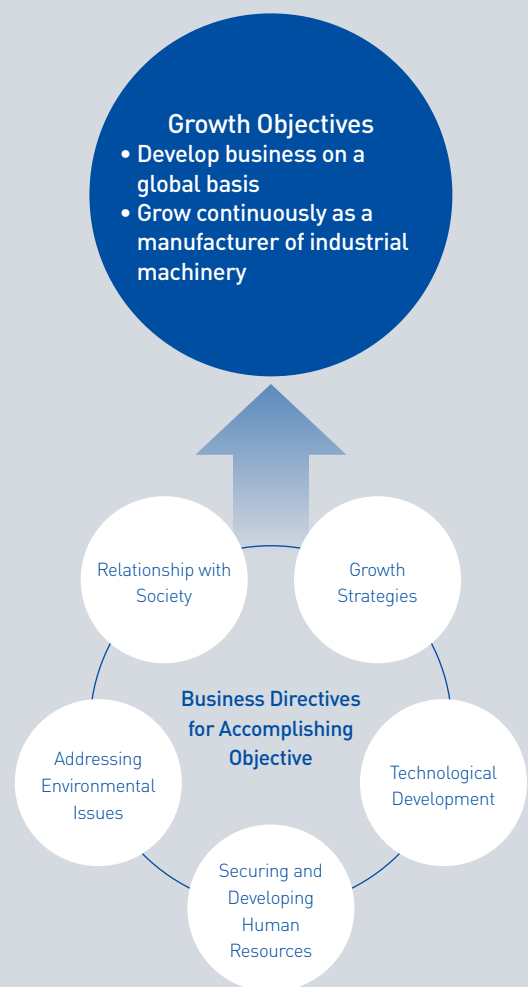 Growth Objectives
• Develop business on a
global basis
• Grow continuously as a
manufacturer of industrial
machinery
Relationship with
Society
Growth
Strategies
Business Directives
for Accomplishing
Objective
Addressing
Environmental
Issues
Technological
Development
Securing and
Developing
Human
Resources